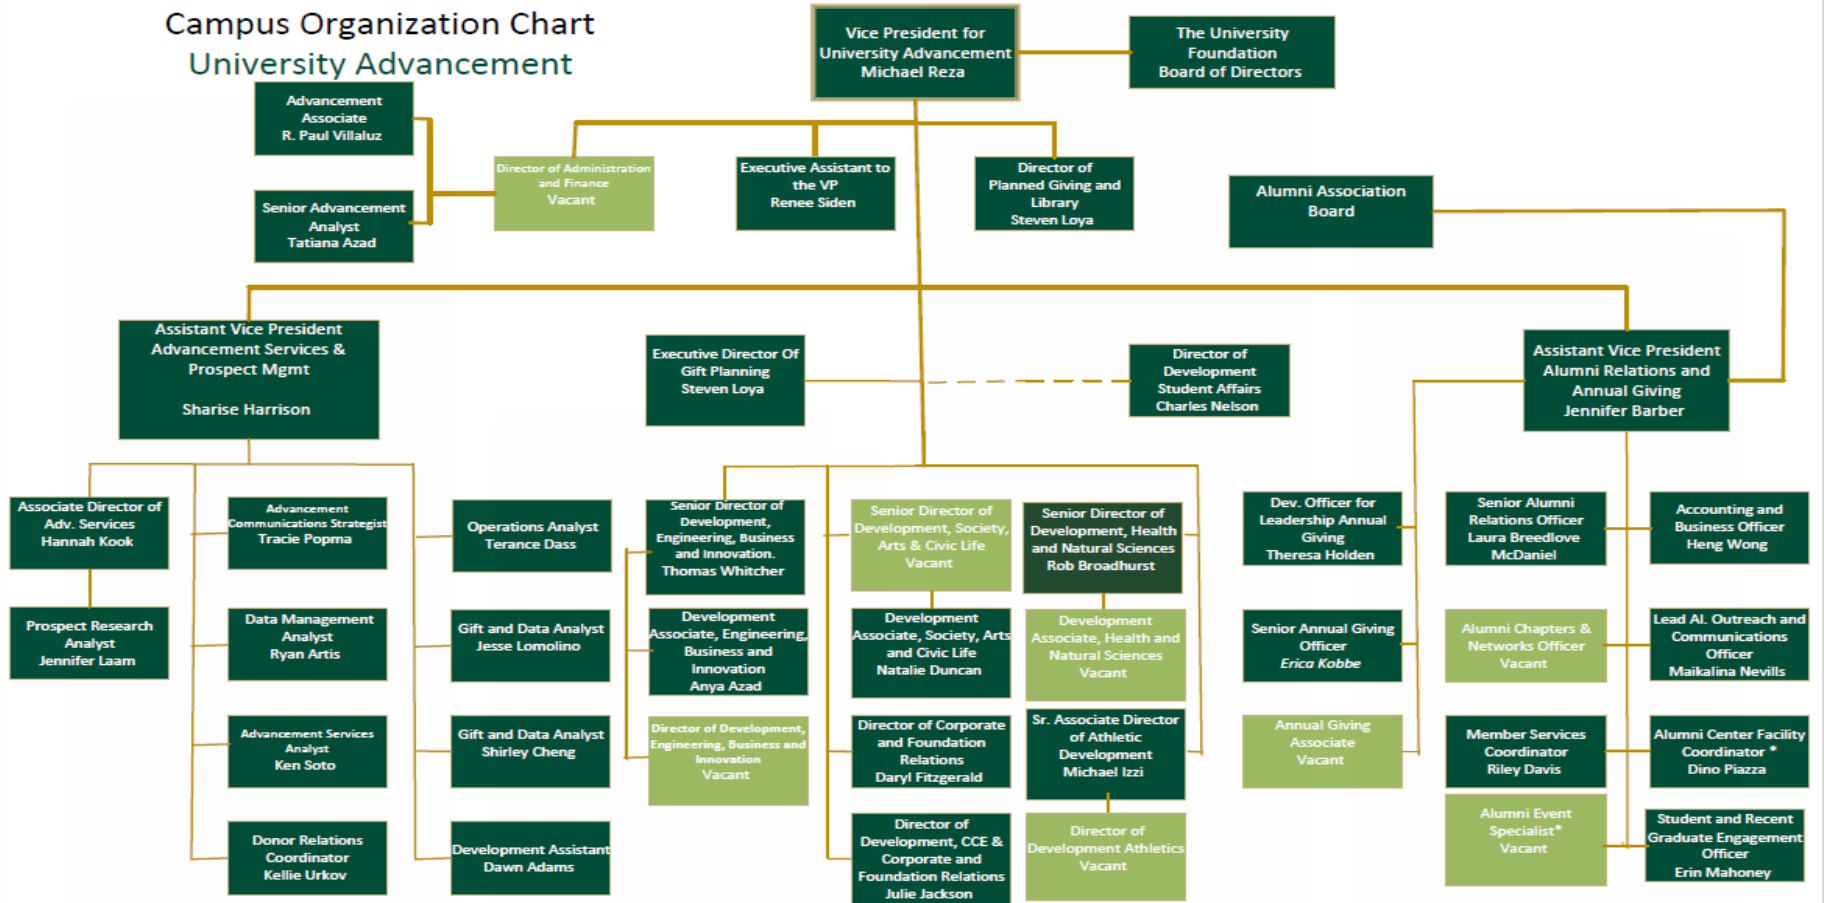 Campus Organization Chart
University Advancement
Vice President for
University Advancement
Michael Reza
The University
Foundation
Board of Directors
Advancement
Associate
R. Paul Villaluz
Senior Advancement
Analyst
Tatiana Azad
Director of Administration
and Finance
Vacant
Executive Assistant to
the VP
Renee Siden
Director of
Planned Giving and
Library
Steven Loya
Alumni Association
Board
Assistant Vice President
Advancement Services &
Prospect Mgmt
Sharise Harrison
Executive Director Of
Gift Planning
Steven Loya
Director of
Development
Student Affairs
Charles Nelson
Assistant Vice President
Alumni Relations and
Annual Giving
Jennifer Barber
Associate Director of
Adv. Services
Hannah Kook
Prospect Research
Analyst
Jennifer Laam
Advancement
Communications Strategist
Tracie Popma
Data Management
Analyst
Ryan Artis
Advancement Services
Analyst
Ken Soto
Donor Relations
Coordinator
Kellie Urkov
Operations Analyst
Terance Dass
Gift and Data Analyst
Jesse Lomolino
Gift and Data Analyst
Shirley Cheng
Development Assistant
Dawn Adams
Senior Director of
Development,
Engineering, Business
and Innovation.
Thomas Whitcher
Development
Associate, Engineering,
Business and
Innovation
Anya Azad
Director of Development,
Engineering, Business and
Innovation
Vacant
Senior Director of
Development, Society,
Arts & Civic Life
Vacant
Development
Associate, Society, Arts
and Civic Life
Natalie Duncan
Director of Corporate
and Foundation
Relations
Daryl Fitzgerald
Director of
Development, CCE &
Corporate and
Foundation Relations
Julie Jackson
Senior Director of
Development, Health
and Natural Sciences
Rob Broadhurst
Development
Associate, Health and
Natural Sciences
Vacant
Sr. Associate Director
of Athletic
Development
Michael Izzi
Director of
Development Athletics
Vacant
Dev. Officer for
Leadership Annual
Giving
Theresa Holden
Senior Annual Giving
Officer
Erica Kobbe
Annual Giving
Associate
Vacant
Senior Alumni
Relations Officer
Laura Breedlove
McDaniel
Alumni Chapters &
Networks Officer
Vacant
Member Services
Coordinator
Riley Davis
Alumni Event
Specialist*
Vacant
Accounting and
Business Officer
Heng Wong
Lead Al. Outreach and
Communications
Officer
Maikalina Nevills
Alumni Center Facility
Coordinator *
Dino Piazza
Student and Recent
Graduate Engagement
Officer
Erin Mahoney